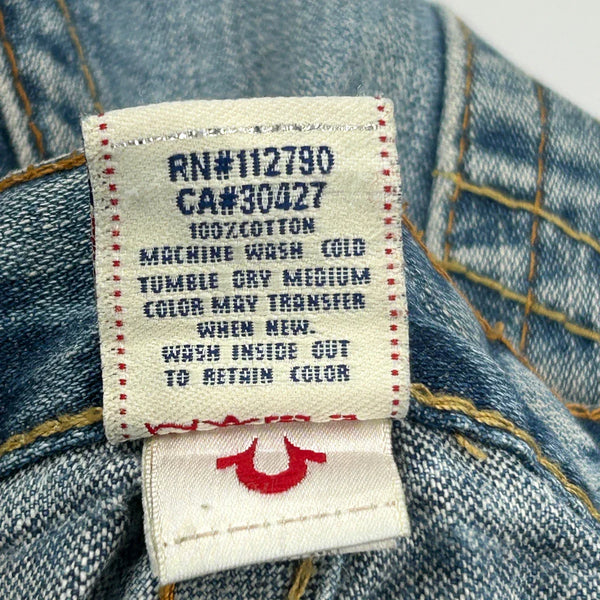 RN#112790
CA#30427
100%COTTON
MACHINE WASH COLD
TUMBLE DRY MEDIUM
COLOR MAY TRANSFER
WHEN NEW.
WASH INSIDE OUT
TO RETAIN COLOR